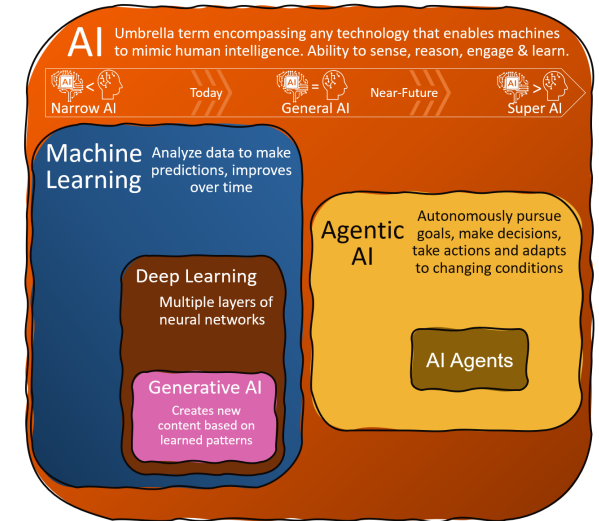 AI
Umbrella term encompassing any technology that enables machines
to mimic human intelligence. Ability to sense, reason, engage & learn.
AI <
Narrow AI
Today
AI =
General AI
Near-Future
AI >
Super AI
Machine
Learning
Analyze data to make
predictions, improves
over time
Deep Learning
Multiple layers of
neural networks
Generative AI
Creates new
content based on
learned patterns
Agentic
AI
Autonomously pursue
goals, make decisions,
take actions and adapts
to changing conditions
AI Agents